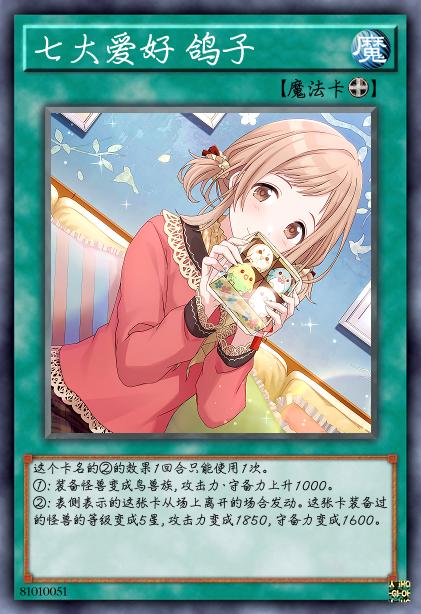 七大爱好 鸽子
魔
【魔法卡】
这个卡名的②的效果1回合只能使用1次。
①：装备怪兽变成鸟兽族，攻击力·守备力上升1000。
②：表侧表示的这张卡从场上离开的场合发动。这张卡装备过
的怪兽的等级变成5星，攻击力变成1850，守备力变成1600。
81010051